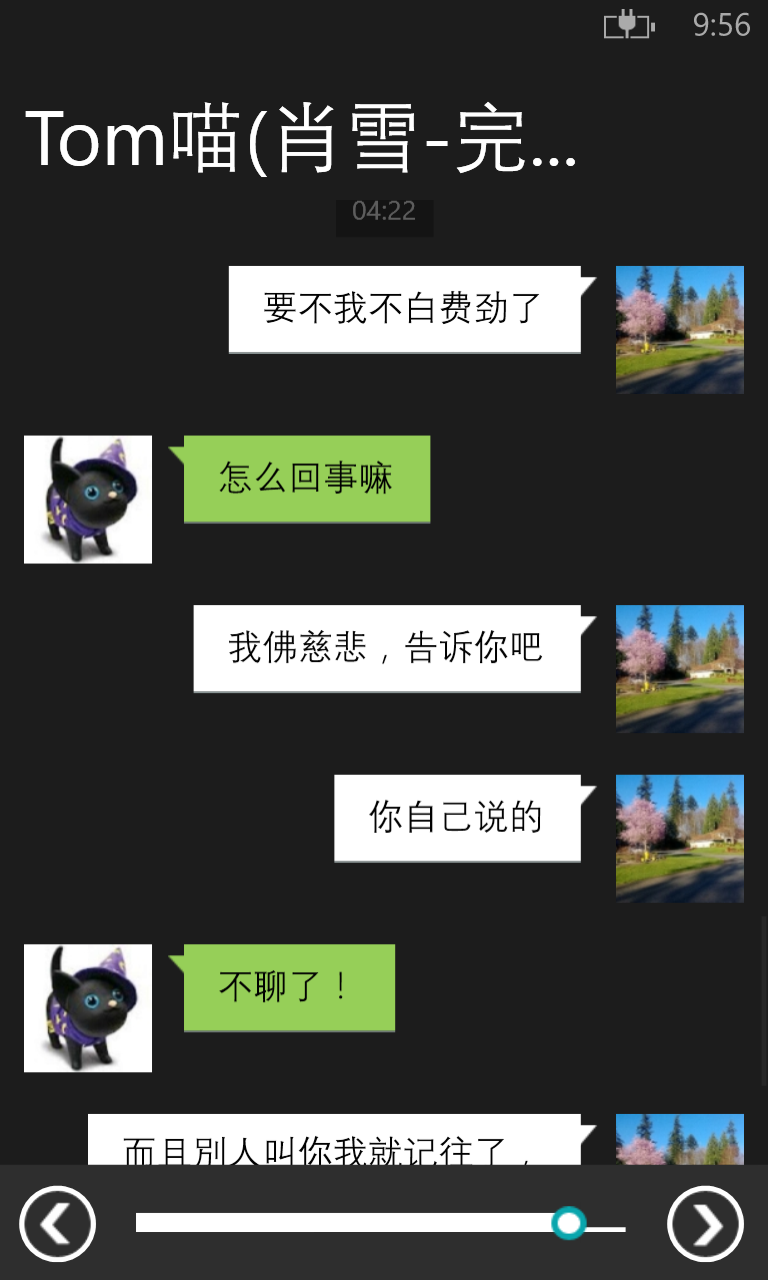 9:56
Tom喵(肖雪-完...
04:22
要不我不白费劲了
怎么回事嘛
我佛慈悲，告诉你吧
你自己说的
不聊了！
而且别人叫你我就记往了，